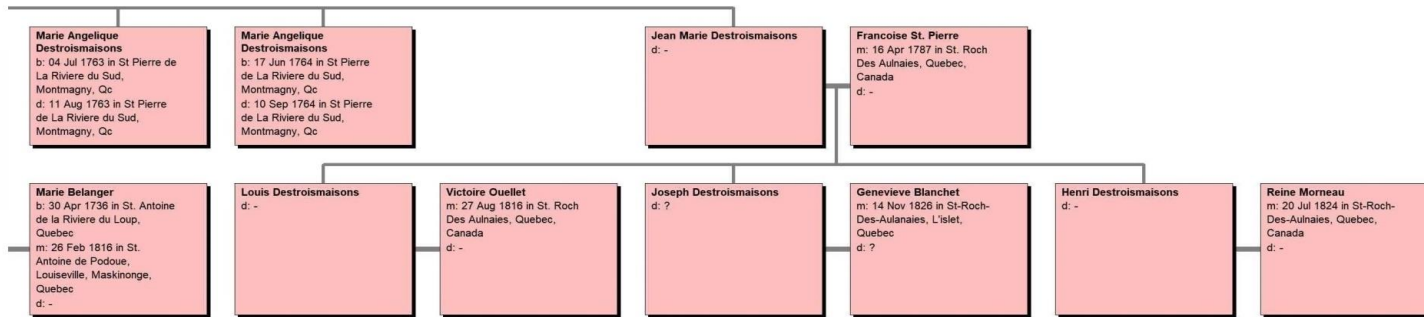 Marie Angelique
Destroismaisons
b: 04 Jul 1763 in St Pierre de
La Riviere du Sud,
Montmagny, Qc
d: 11 Aug 1763 in St Pierre
de La Riviere du Sud,
Montmagny, Qc
Marie Angelique
Destroismaisons
b: 17 Jun 1764 in St Pierre
de La Riviere du Sud,
Montmagny, Qc
d: 10 Sep 1764 in St Pierre
de La Riviere du Sud,
Montmagny, Qc
Jean Marie Destroismaisons
d: -
Francoise St. Pierre
m: 16 Apr 1787 in St. Roch
Des Aulnaies, Quebec,
Canada
d: -
Marie Belanger
b: 30 Apr 1736 in St. Antoine
de la Riviere du Loup,
Quebec
m: 26 Feb 1816 in St.
Antoine de Podoue,
Louiseville, Maskinonge,
Quebec
d: -
Louis Destroismaisons
d: -
Victoire Ouellet
m: 27 Aug 1816 in St. Roch
Des Aulnaies, Quebec,
Canada
d: -
Joseph Destroismaisons
d: ?
Genevieve Blanchet
m: 14 Nov 1826 in St-Roch-
Des-Aulanaies, L'islet,
Quebec
d: ?
Henri Destroismaisons
d: -
Reine Morneau
m: 20 Jul 1824 in St-Roch-
Des-Aulnaies, Quebec,
Canada
d: -